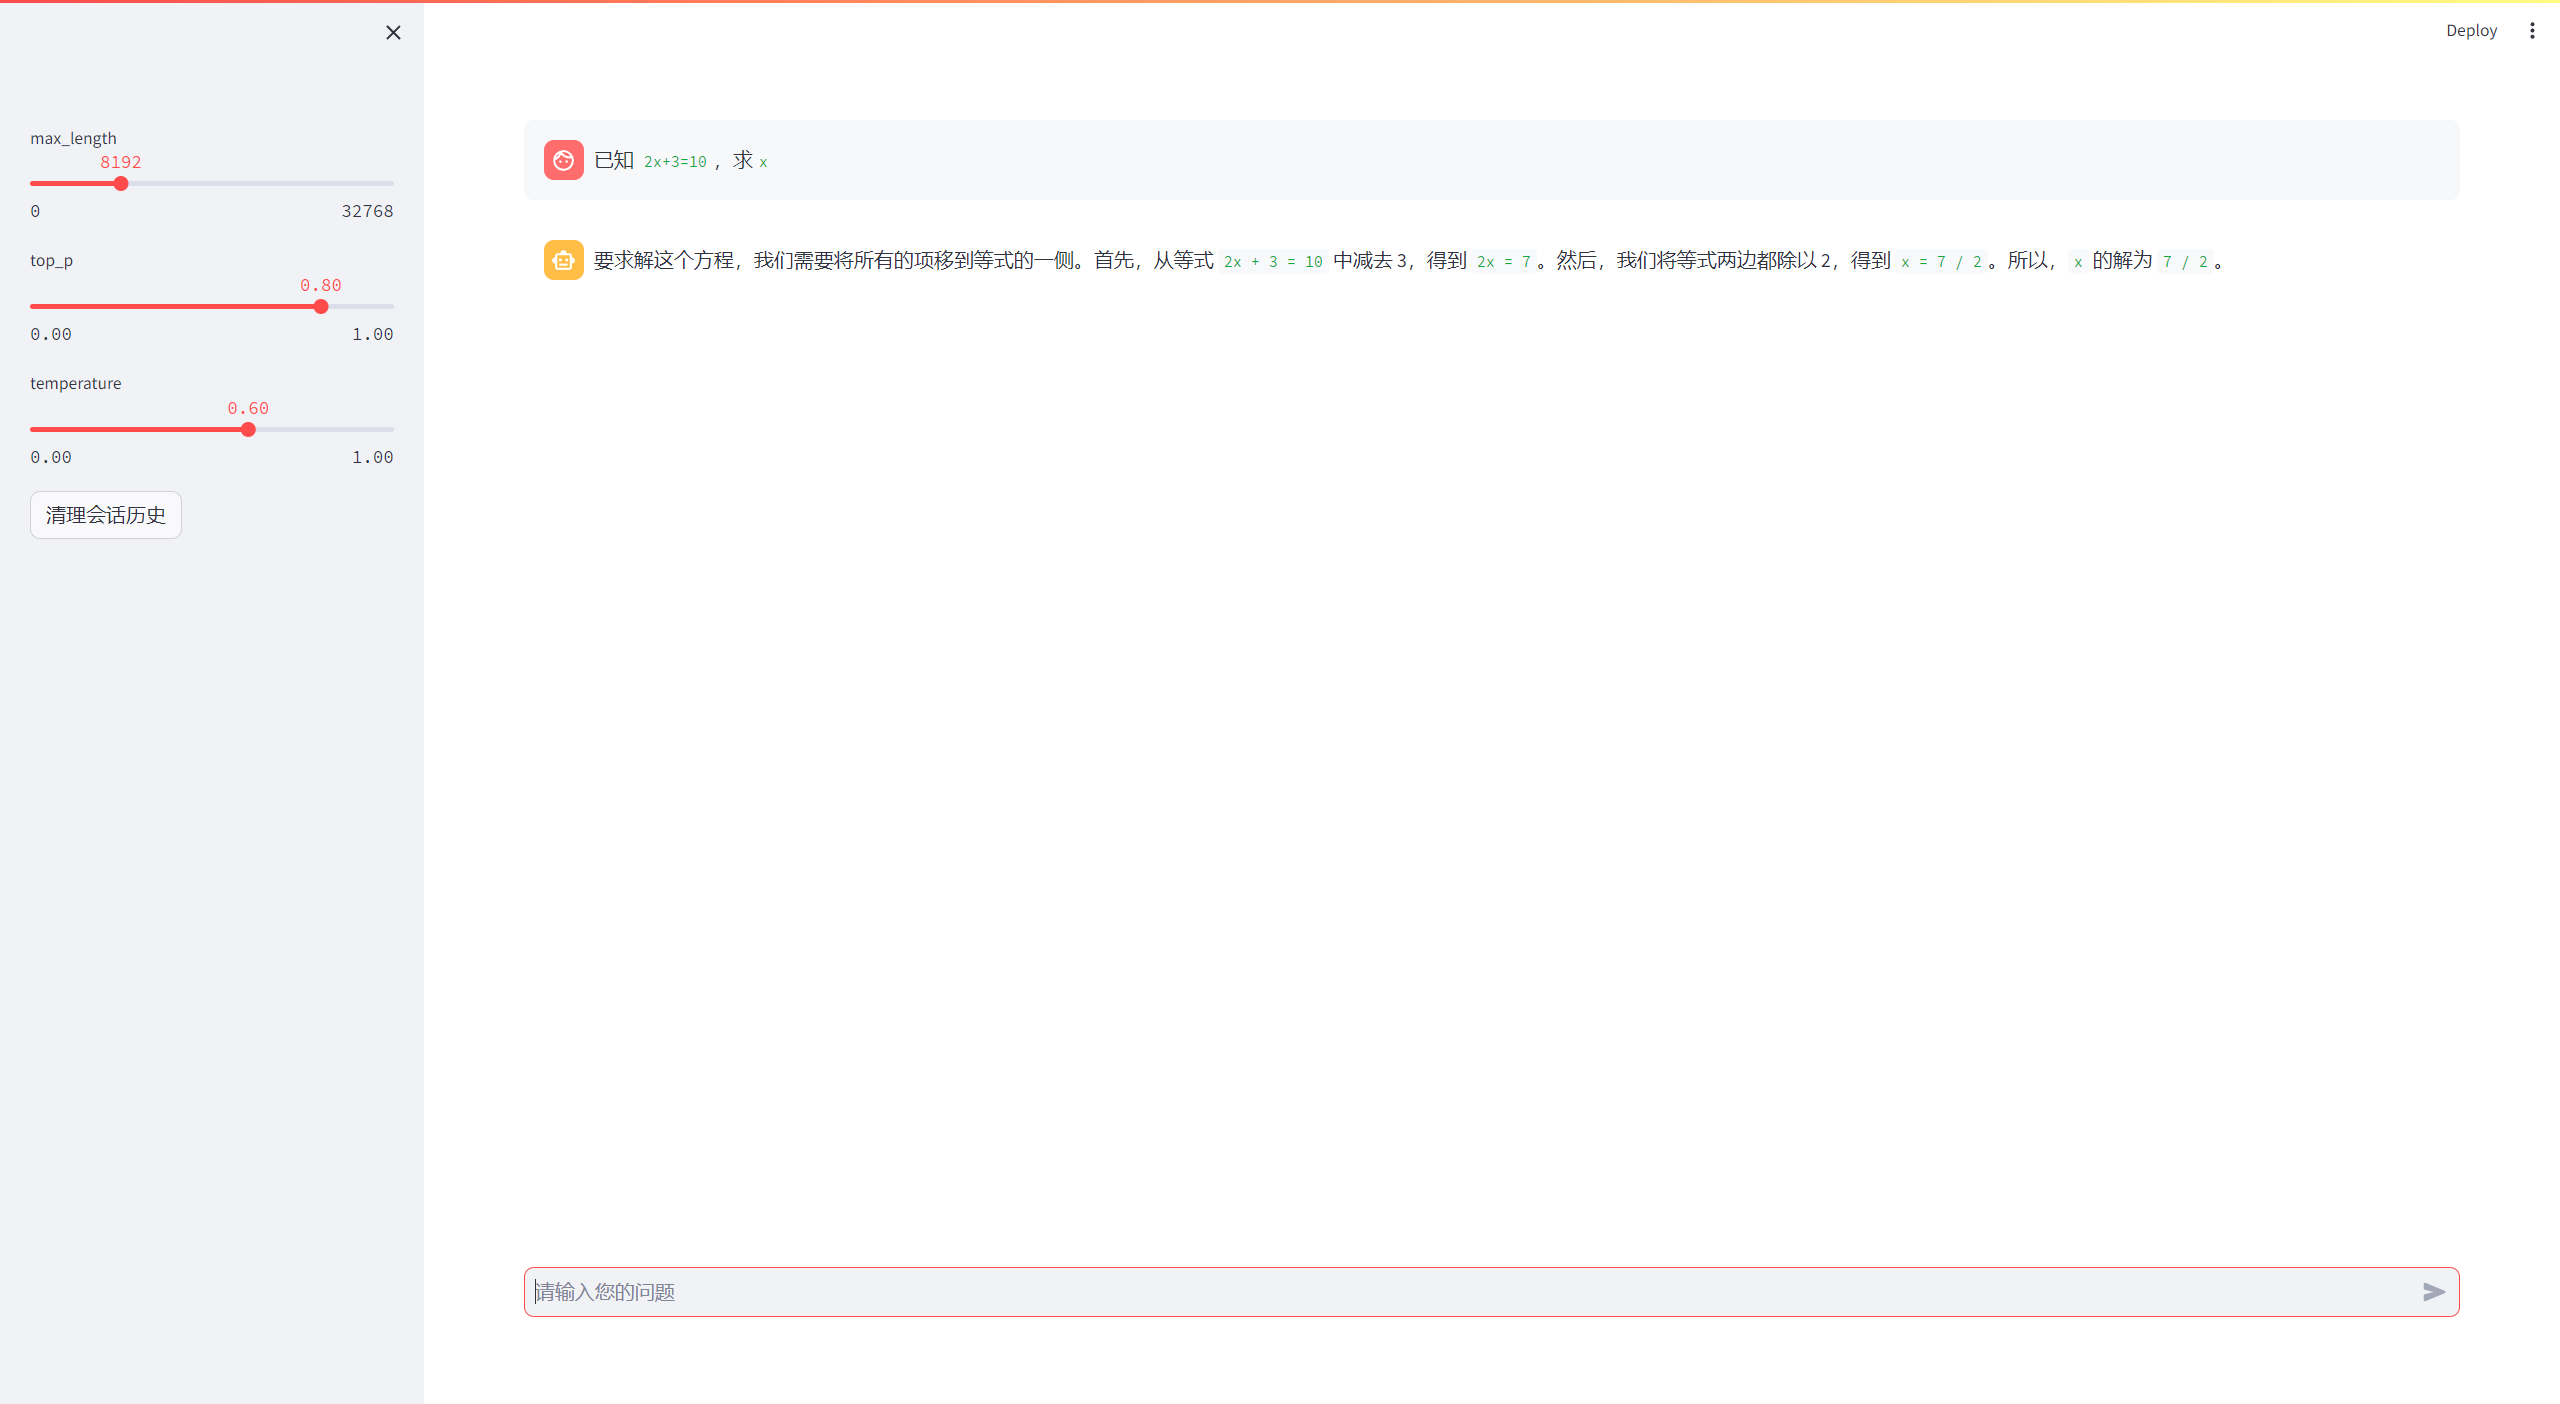 Deploy
max_length
8192
0 32768
top_p
0.80
0.00 1.00
temperature
0.60
0.00 1.00
清理会话历史
已知 2x+3=10 ，求 x
要求解这个方程，我们需要将所有的项移到等式的一侧。首先，从等式 2x + 3 = 10 中减去 3，得到 2x = 7 。然后，我们将等式两边都除以 2，得到 x = 7 / 2 。所以， x 的解为 7 / 2 。
请输入您的问题